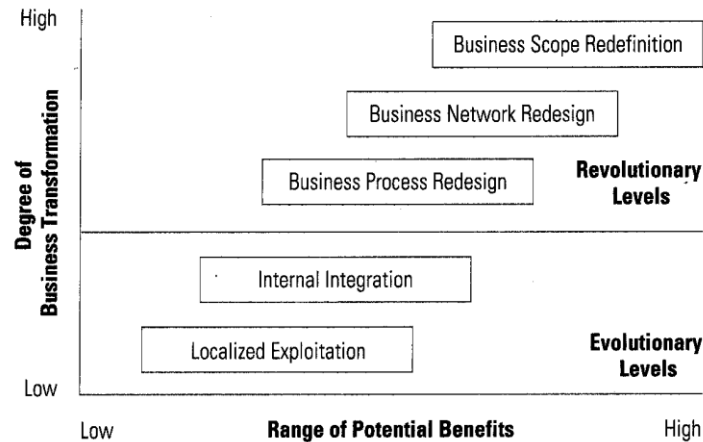 High
Business Scope Redefinition
Business Network Redesign
Business Process Redesign
Revolutionary
Levels
Degree of
Business Transformation
Internal Integration
Localized Exploitation
Evolutionary
Levels
Low
Low
Range of Potential Benefits
High